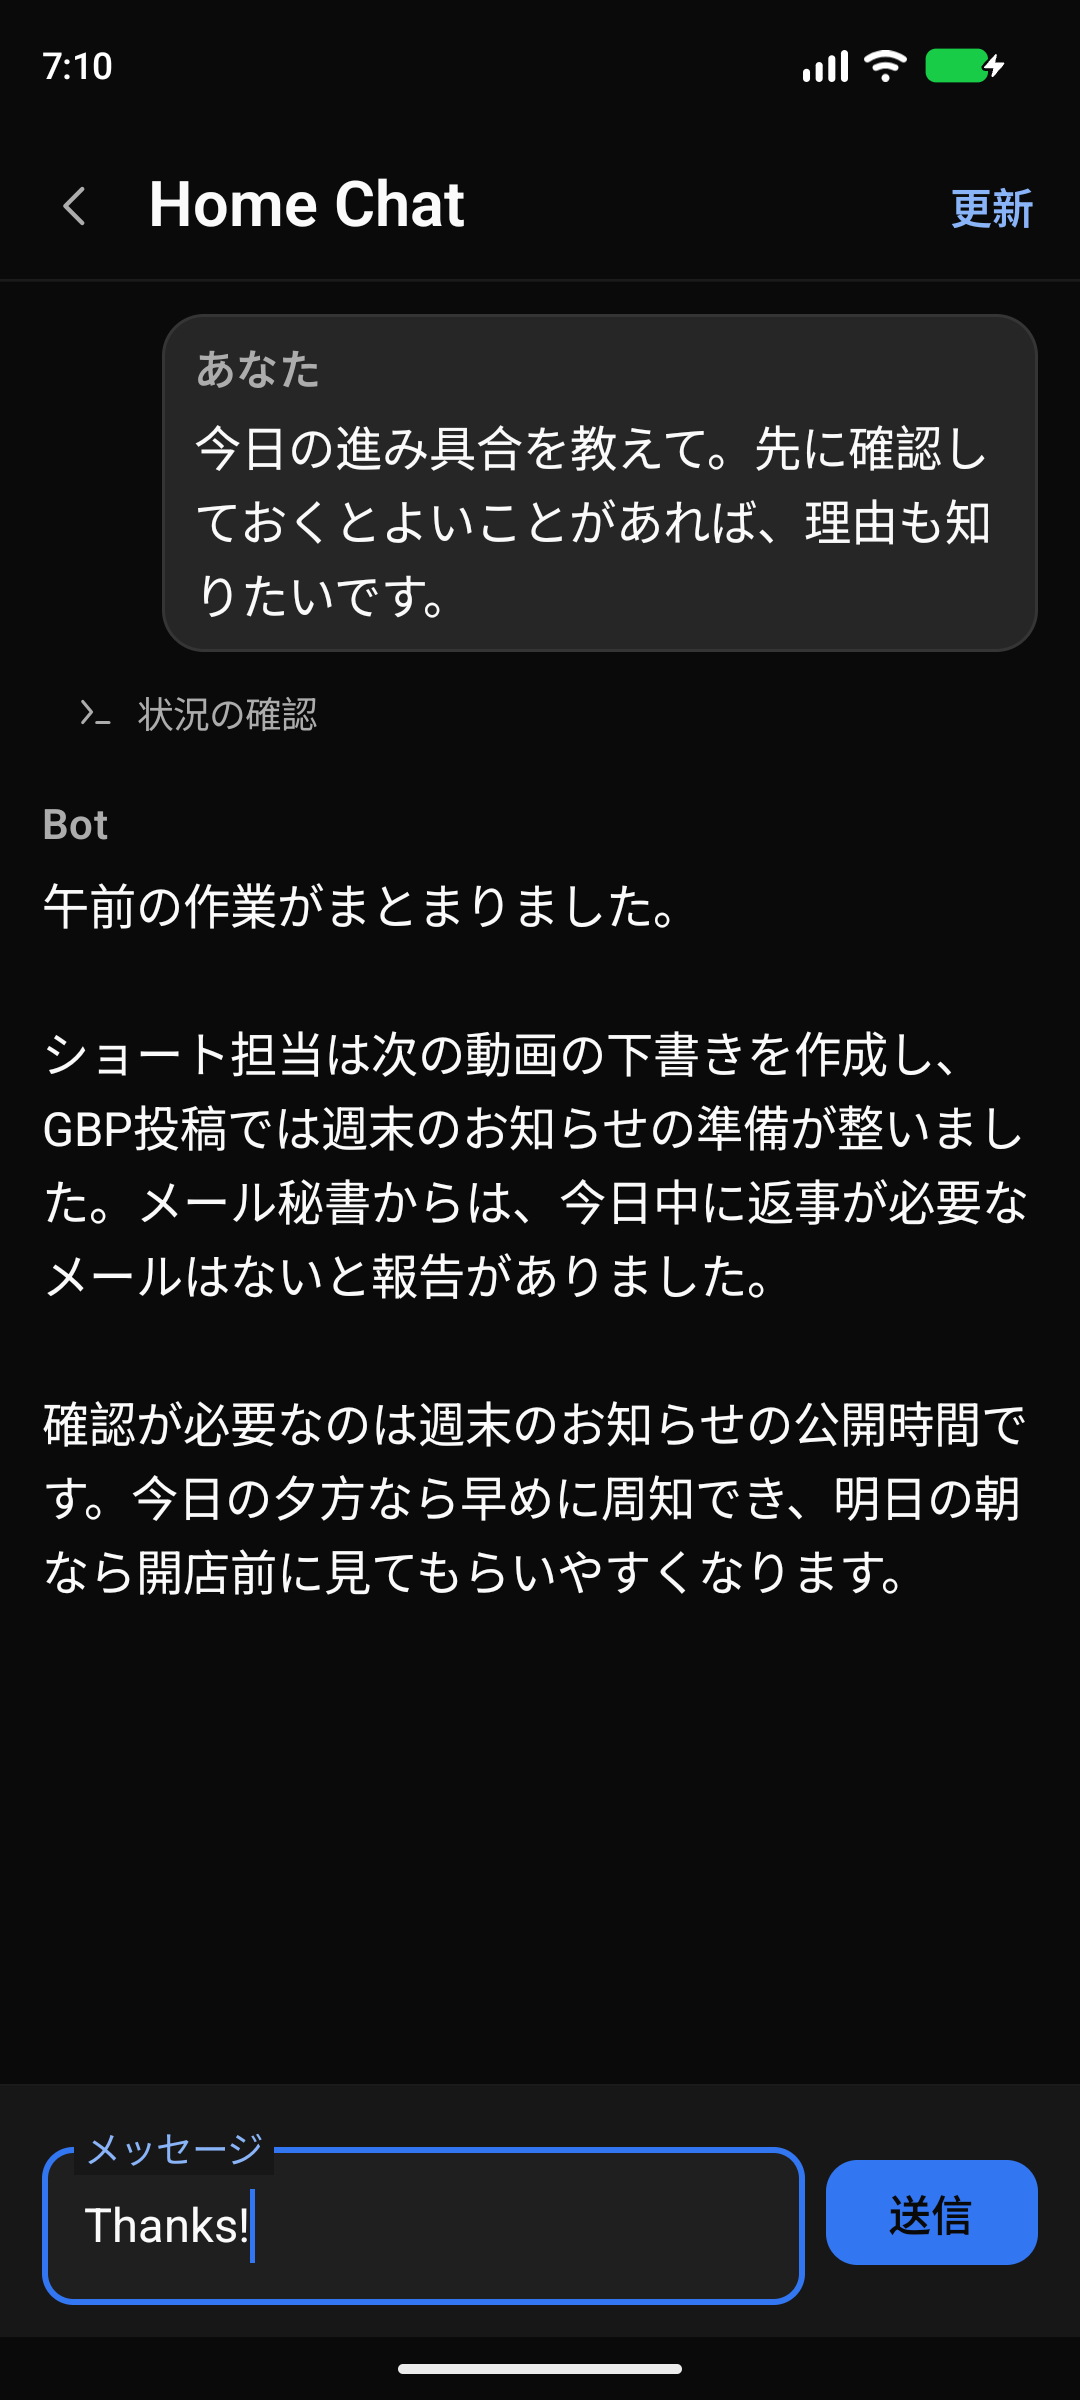 7:10
Home Chat
更新
あなた
今日の進み具合を教えて。先に確認し
ておくとよいことがあれば、理由も知
りたいです。
状況の確認
Bot
午前の作業がまとまりました。
ショート担当は次の動画の下書きを作成し、
GBP投稿では週末のお知らせの準備が整いまし
た。メール秘書からは、今日中に返事が必要な
メールはないと報告がありました。
確認が必要なのは週末のお知らせの公開時間で
す。今日の夕方なら早めに周知でき、明日の朝
なら開店前に見てもらいやすくなります。
メッセージ
Thanks!
送信